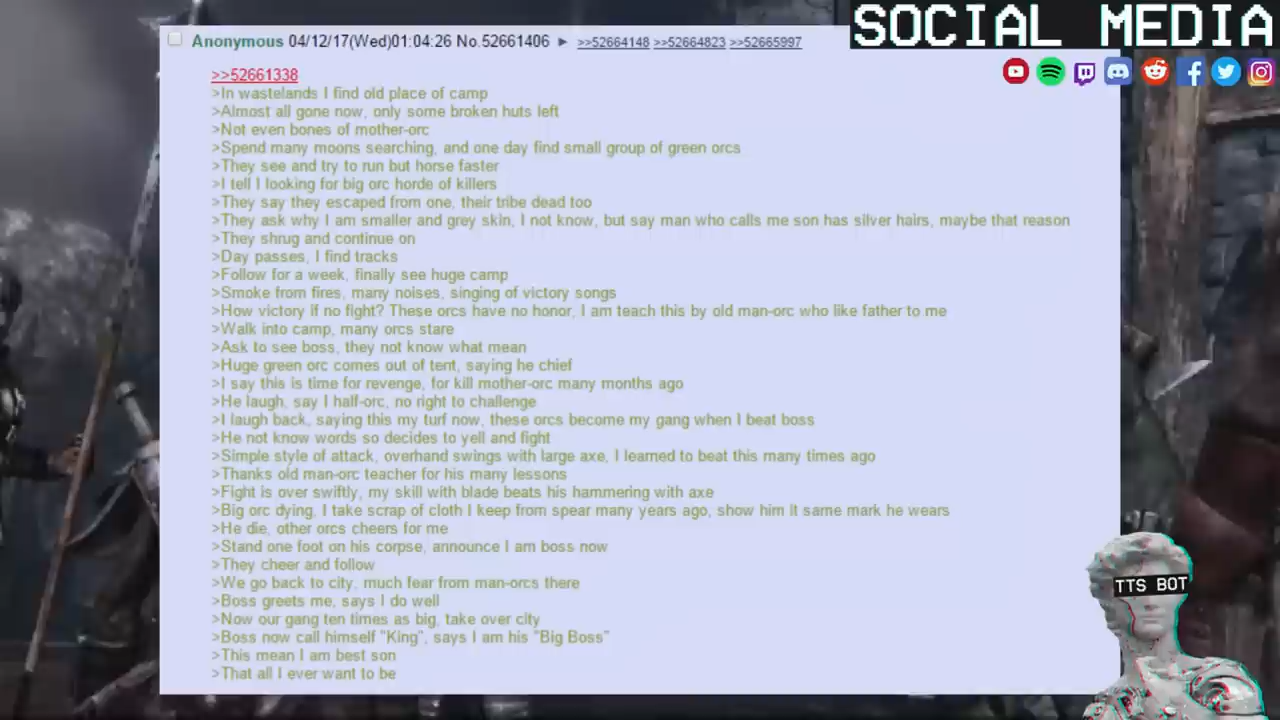 SOCIAL MEDIA
Anonymous 04/12/17(Wed)01:04:26 No.52661406 ► >>52664148 >>52664823 >>52665997
>>52661338
>In wastelands I find old place of camp
>Almost all gone now, only some broken huts left
>Not even bones of mother-orc
>Spend many moons searching, and one day find small group of green orcs
>They see and try to run but horse faster
>I tell I looking for big orc horde of killers
>They say they escaped from one, their tribe dead too
>They ask why I am smaller and grey skin, I not know, but say man who calls me son has silver hairs, maybe that reason
>They shrug and continue on
>Day passes, I find tracks
>Follow for a week, finally see huge camp
>Smoke from fires, many noises, singing of victory songs
>How victory if no fight? These orcs have no honor, I am teach this by old man-orc who like father to me
>Walk into camp, many orcs stare
>Ask to see boss, they not know what mean
>Huge green orc comes out of tent, saying he chief
>I say this is time for revenge, for kill mother-orc many months ago
>He laugh, say I half-orc, no right to challenge
>I laugh back, saying this my turf now, these orcs become my gang when I beat boss
>He not know words so decides to yell and fight
>Simple style of attack, overhand swings with large axe, I learned to beat this many times ago
>Thanks old man-orc teacher for his many lessons
>Fight is over swiftly, my skill with blade beats his hammering with axe
>Big orc dying, I take scrap of cloth I keep from spear many years ago, show him it same mark he wears
>He die, other orcs cheers for me
>Stand one foot on his corpse, announce I am boss now
>They cheer and follow
>We go back to city, much fear from man-orcs there
>Boss greets me, says I do well
>Now our gang ten times as big, take over city
>Boss now call himself "King", says I am his "Big Boss"
>This mean I am best son
>That all I ever want to be
TTS BOT